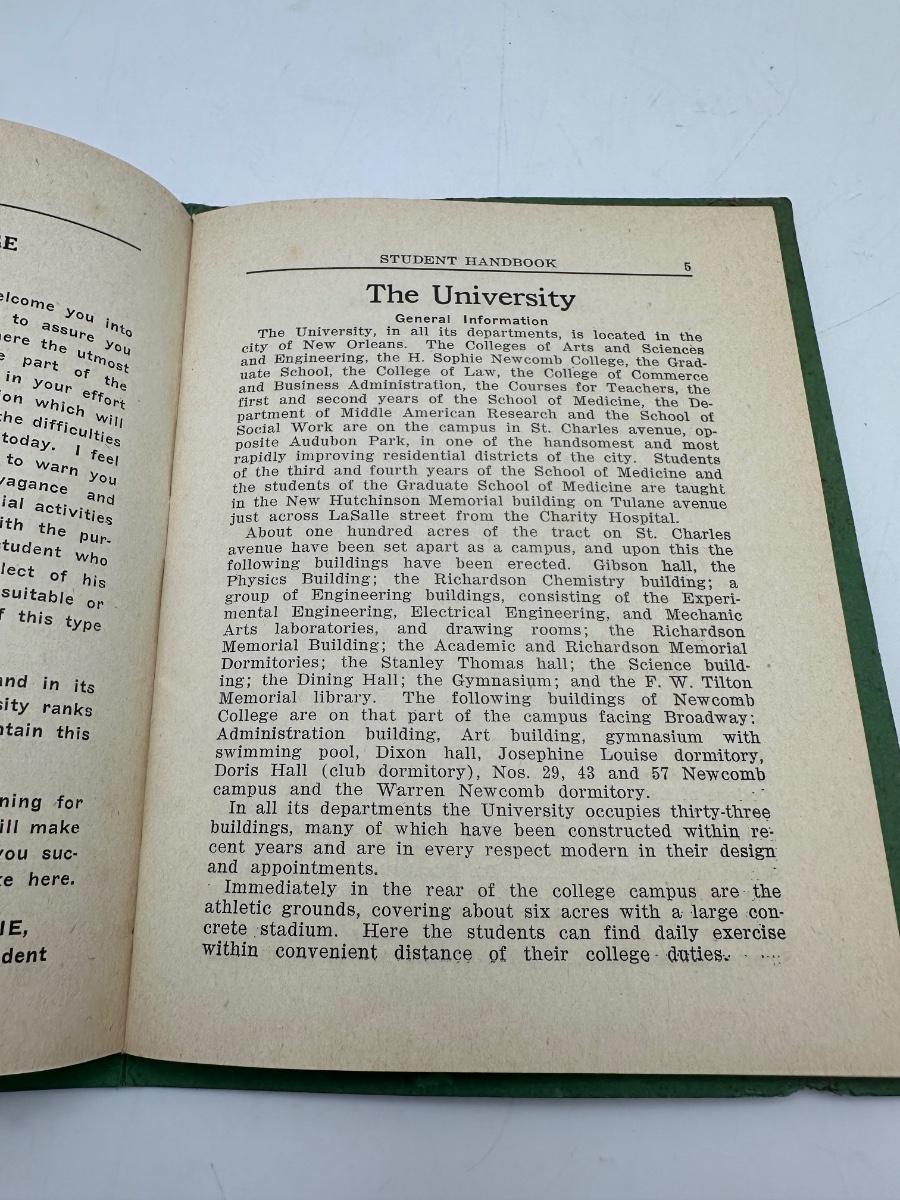 E
elcome you into
to assure you
ere the utmost
part of the
in your effort
ion which will
the difficulties
today. I feel
to warn you
vagance and
ial activities
ith the pur-
tudent who
lect of his
suitable or
f this type
and in its
sity ranks
ntain this
ning for
ill make
you suc-
e here.
IE,
dent
STUDENT HANDBOOK 5
The University
General Information
The University, in all its departments, is located in the
city of New Orleans. The Colleges of Arts and Sciences
and Engineering, the H. Sophie Newcomb College, the Grad-
uate School, the College of Law, the College of Commerce
and Business Administration, the Courses for Teachers, the
first and second years of the School of Medicine, the De-
partment of Middle American Research and the School of
Social Work are on the campus in St. Charles avenue, op-
posite Audubon Park, in one of the handsomest and most
rapidly improving residential districts of the city. Students
of the third and fourth years of the School of Medicine and
the students of the Graduate School of Medicine are taught
in the New Hutchinson Memorial building on Tulane avenue
just across LaSalle street from the Charity Hospital.
About one hundred acres of the tract on St. Charles
avenue have been set apart as a campus, and upon this the
following buildings have been erected. Gibson hall, the
Physics Building; the Richardson Chemistry building; a
group of Engineering buildings, consisting of the Experi-
mental Engineering, Electrical Engineering, and Mechanic
Arts laboratories, and drawing rooms; the Richardson
Memorial Building; the Academic and Richardson Memorial
Dormitories; the Stanley Thomas hall; the Science build-
ing; the Dining Hall; the Gymnasium; and the F. W. Tilton
Memorial library. The following buildings of Newcomb
College are on that part of the campus facing Broadway:
Administration building, Art building, gymnasium with
swimming pool, Dixon hall, Josephine Louise dormitory,
Doris Hall (club dormitory), Nos. 29, 43 and 57 Newcomb
campus and the Warren Newcomb dormitory.
In all its departments the University occupies thirty-three
buildings, many of which have been constructed within re-
cent years and are in every respect modern in their design
and appointments.
Immediately in the rear of the college campus are the
athletic grounds, covering about six acres with a large con-
crete stadium. Here the students can find daily exercise
within convenient distance of their college duties.